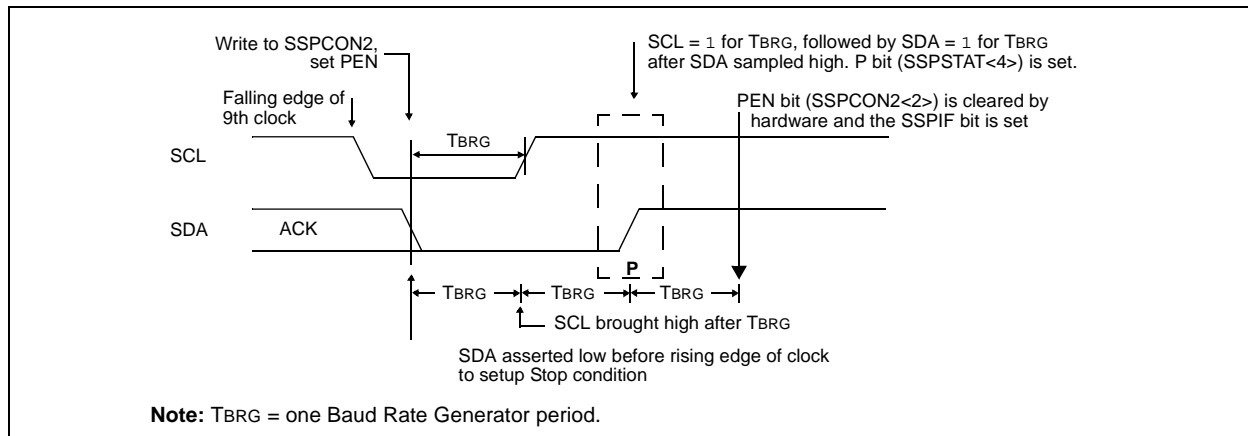 Write to SSPCON2,
set PEN
SCL = 1 for TBRG, followed by SDA = 1 for TBRG
after SDA sampled high. P bit (SSPSTAT<4>) is set.
Falling edge of
9th clock
PEN bit (SSPCON2<2>) is cleared by
hardware and the SSPIF bit is set
TBRG
SCL
SDA
ACK
P
TBRG
TBRG
TBRG
SCL brought high after TBRG
SDA asserted low before rising edge of clock
to setup Stop condition
Note: TBRG = one Baud Rate Generator period.